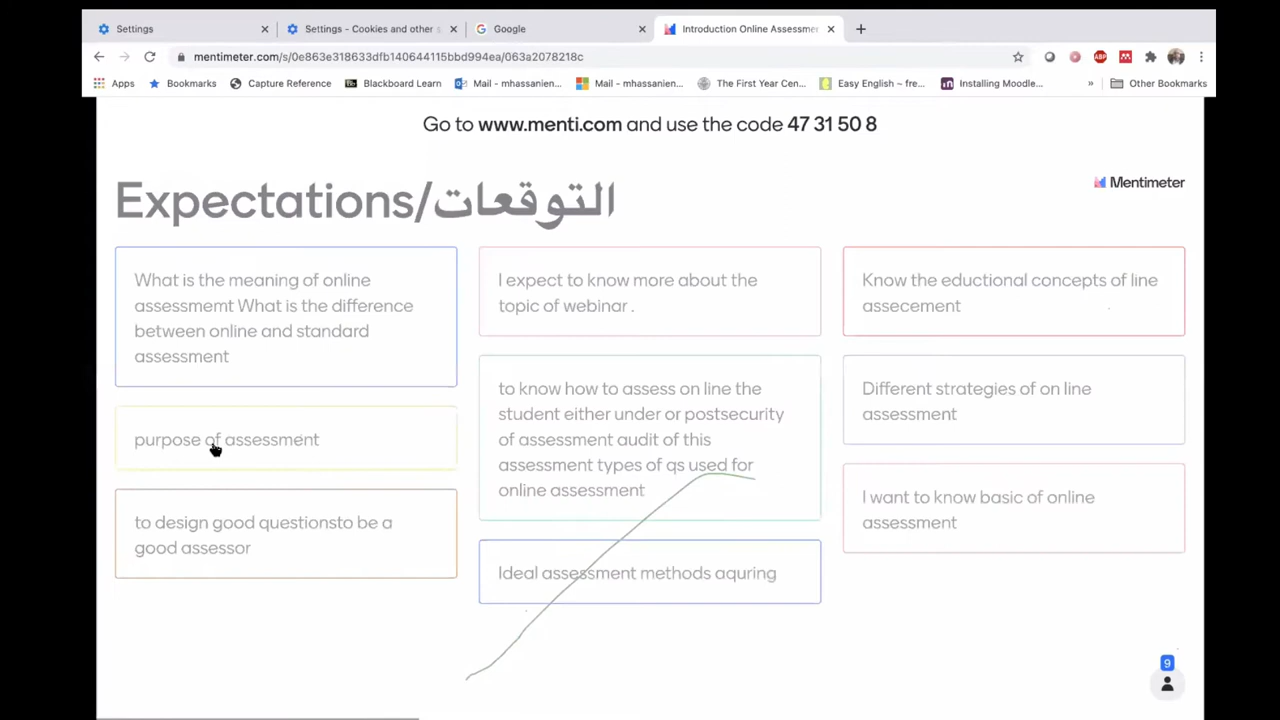 Settings
Settings - Cookies and other s
Google
Introduction Online Assessme
mentimeter.com/s/0e863e318633dfb140644115bbd994ea/063a2078218c
ABP
Apps
Bookmarks
Capture Reference
Blackboard Learn
Mail - mhassanien...
Mail - mhassanien...
The First Year Cen...
Easy English ~ fre...
Installing Moodle...
»
Other Bookmarks
Go to www.menti.com and use the code 47 31 50 8
Expectations/التوقعات
Mentimeter
What is the meaning of online
assessmemt What is the difference
between online and standard
assessment
purpose of assessment
to design good questionsto be a
good assessor
I expect to know more about the
topic of webinar .
to know how to assess on line the
student either under or postsecurity
of assessment audit of this
assessment types of qs used for
online assessment
Ideal assessment methods aquring
Know the eductional concepts of line
assecement
Different strategies of on line
assessment
I want to know basic of online
assessment
9